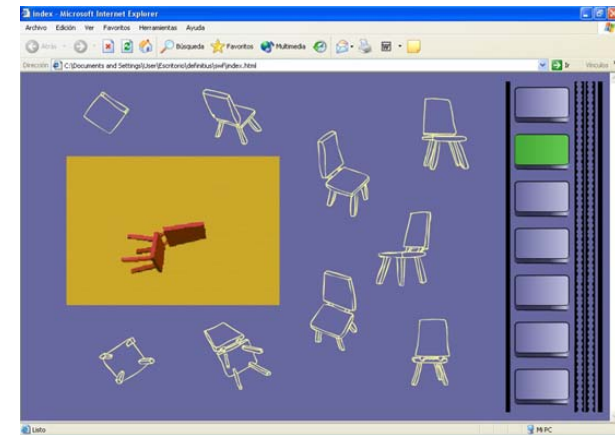 index - Microsoft Internet Explorer
Archivo Edición Ver Favoritos Herramientas Ayuda
Atrás Búsqueda Favoritos Multimedia
Dirección C:\Documents and Settings\User\Escritorio\definitius\swf\index.html Ir Vínculos
Listo Mi PC